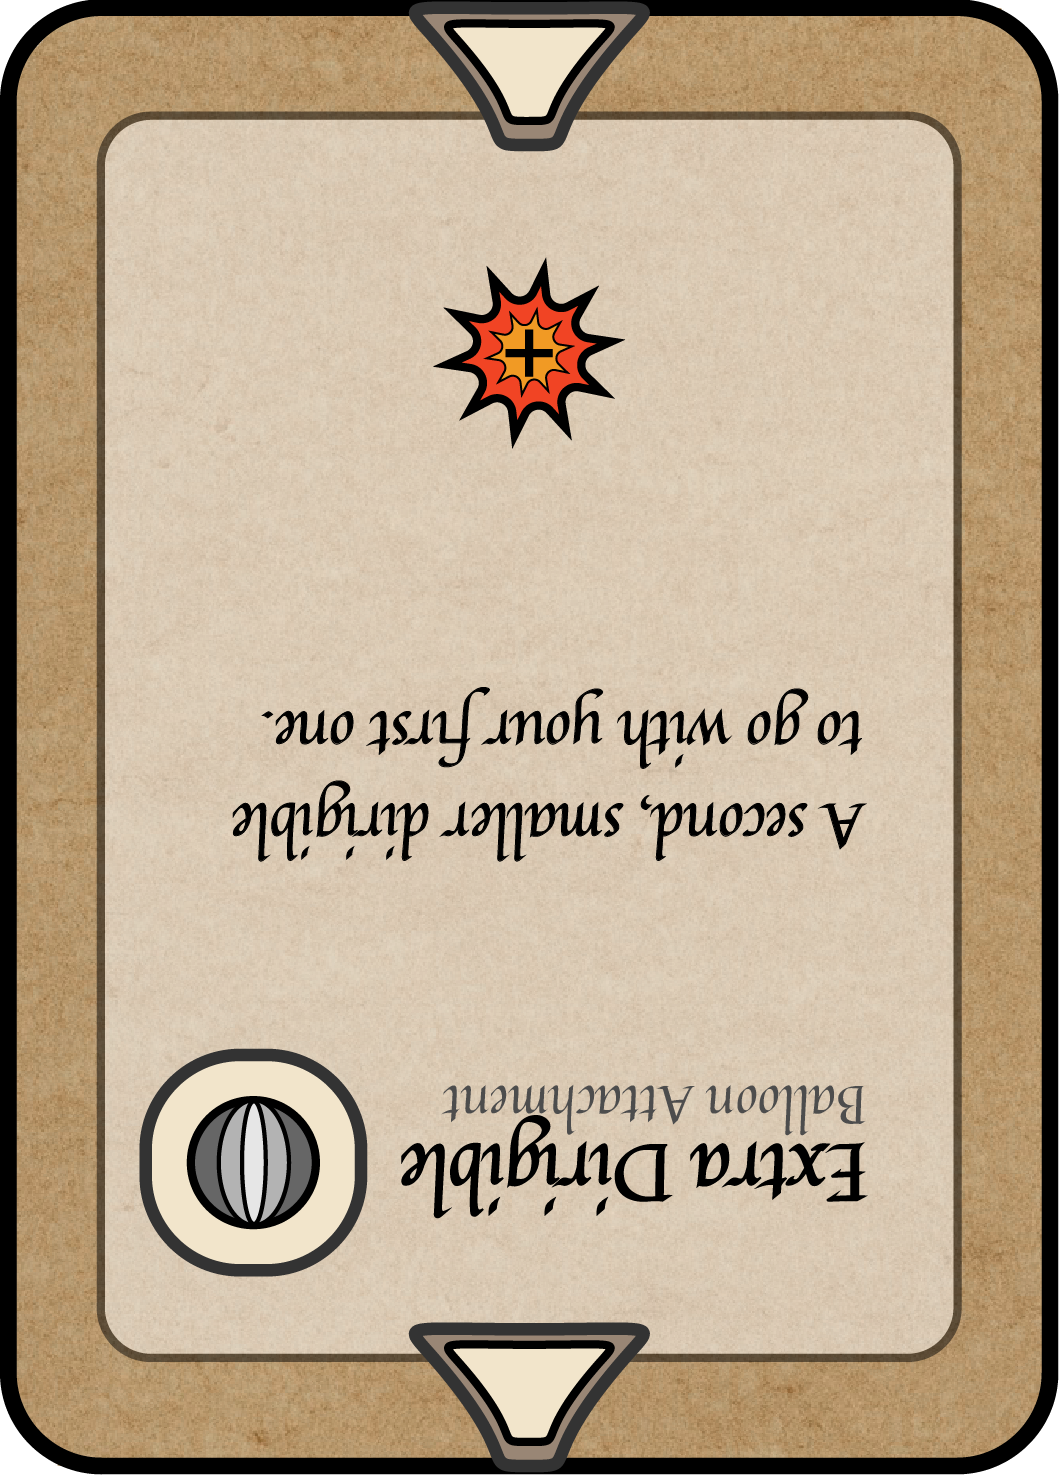 Extra Dirigible
Balloon Attachment
A second, smaller dirigible
to go with your first one.
+